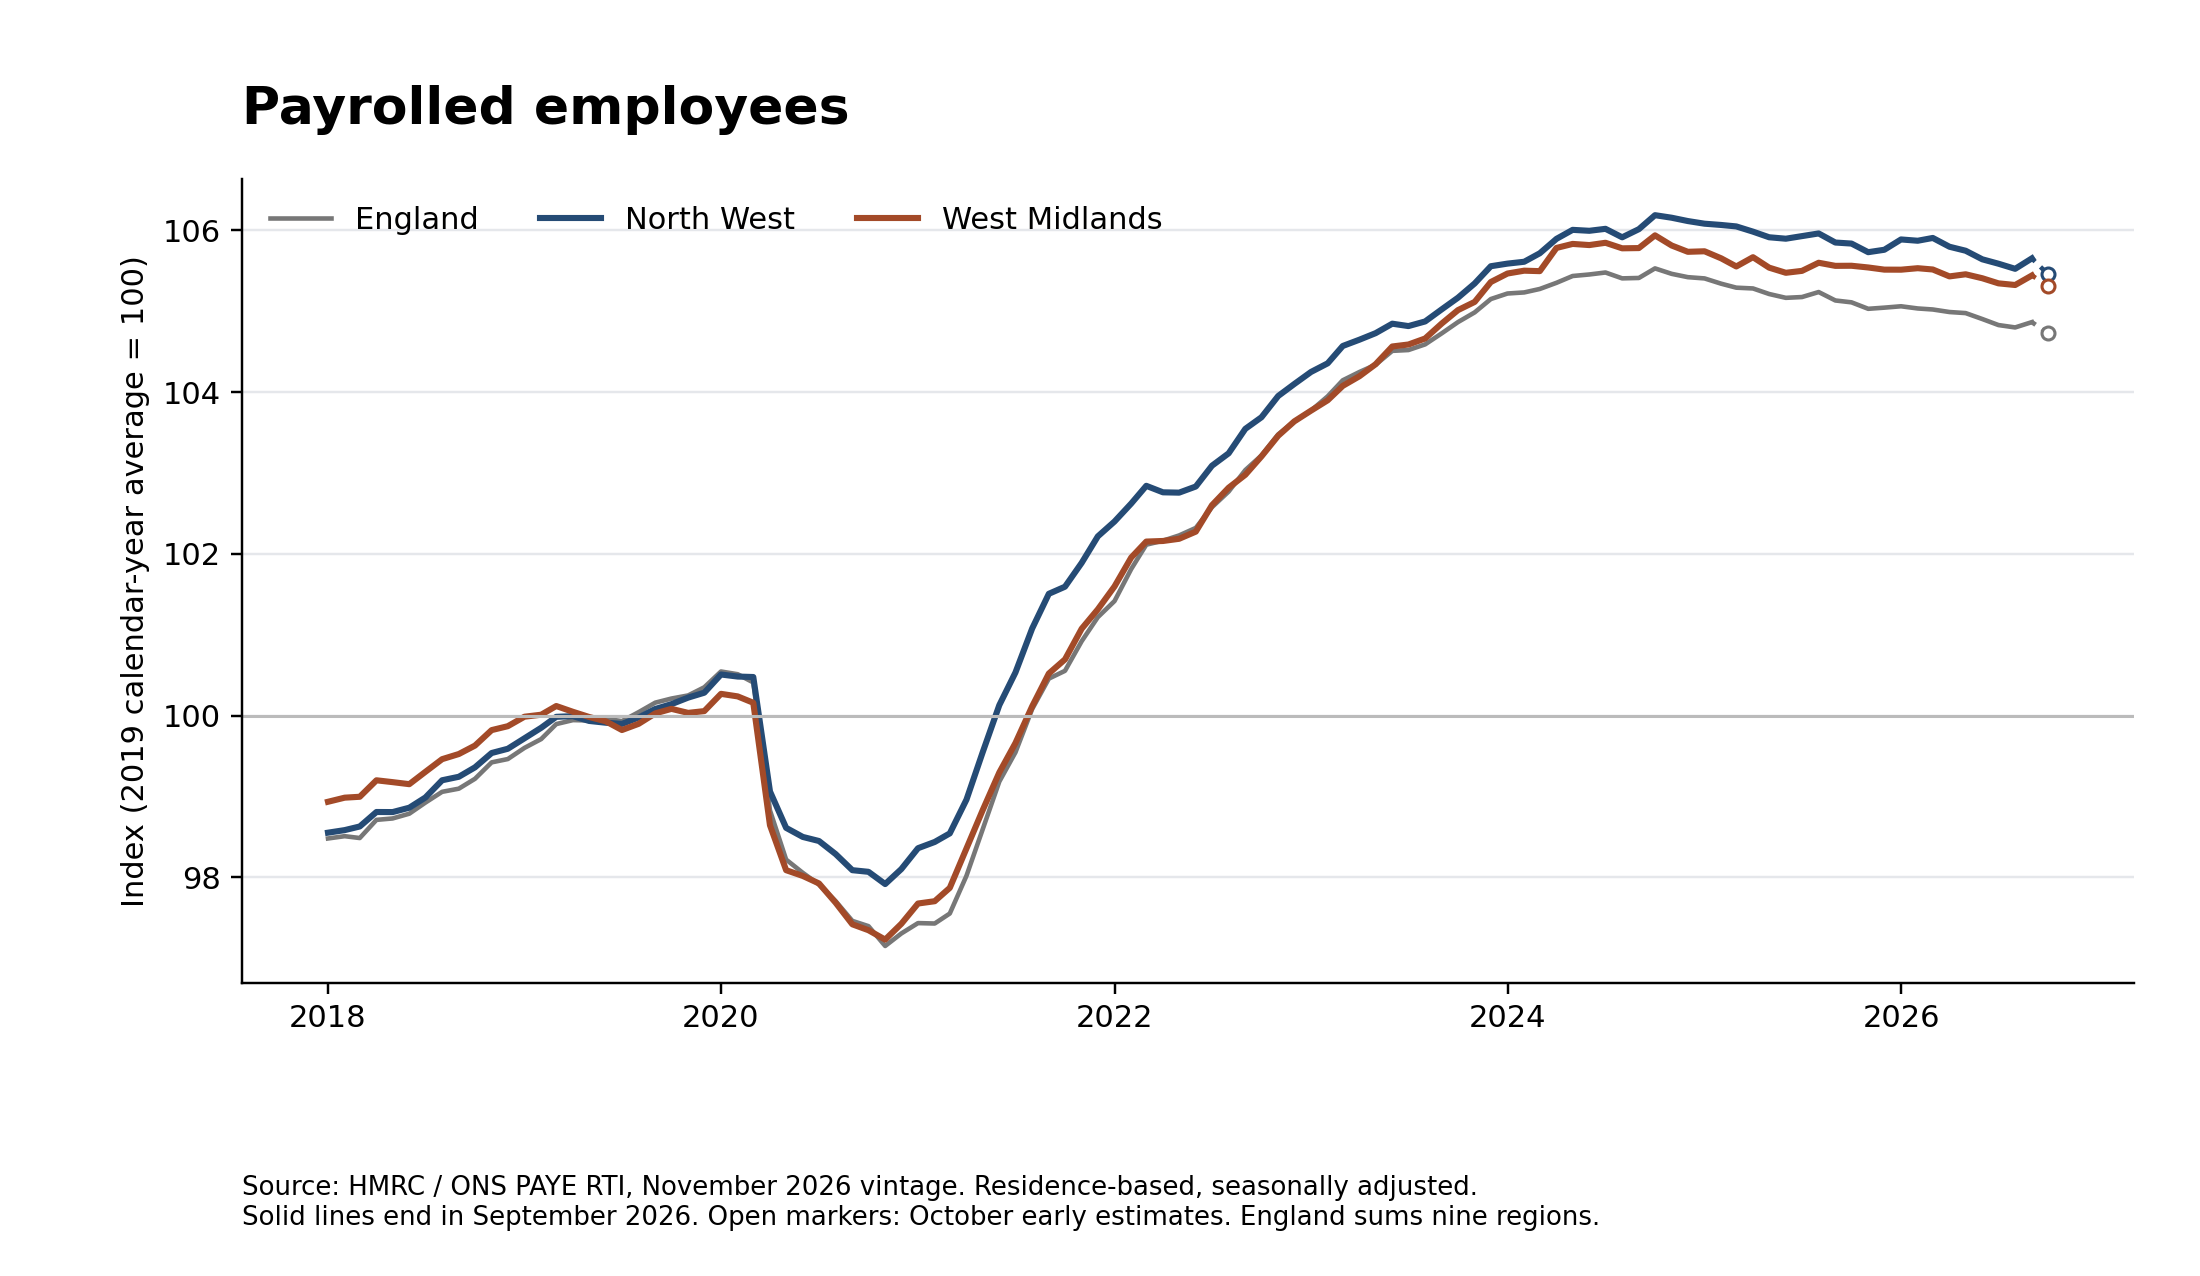 Payrolled employees
England
North West
West Midlands
Index (2019 calendar-year average = 100)
106
104
102
100
98
2018
2020
2022
2024
2026
Source: HMRC / ONS PAYE RTI, November 2026 vintage. Residence-based, seasonally adjusted.
Solid lines end in September 2026. Open markers: October early estimates. England sums nine regions.